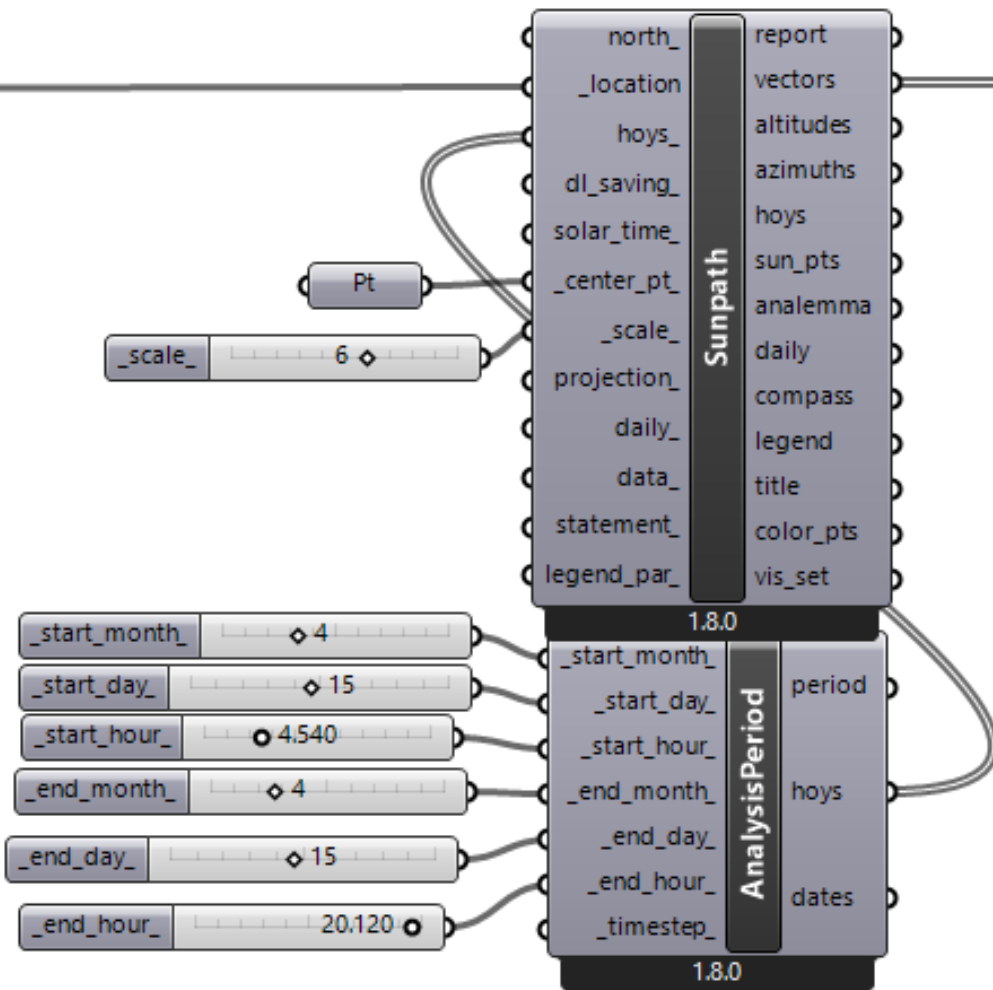 north_
_location
hoys_
dl_saving_
solar_time_
_center_pt_
_scale_
projection_
daily_
data_
statement_
legend_par_
Sunpath
report
vectors
altitudes
azimuths
hoys
sun_pts
analemma
daily
compass
legend
title
color_pts
vis_set
1.8.0
Pt
_scale_ 6
_start_month_ 4
_start_day_ 15
_start_hour_ 4.540
_end_month_ 4
_end_day_ 15
_end_hour_ 20.120
_start_month_
_start_day_
_start_hour_
_end_month_
_end_day_
_end_hour_
_timestep_
AnalysisPeriod
period
hoys
dates
1.8.0